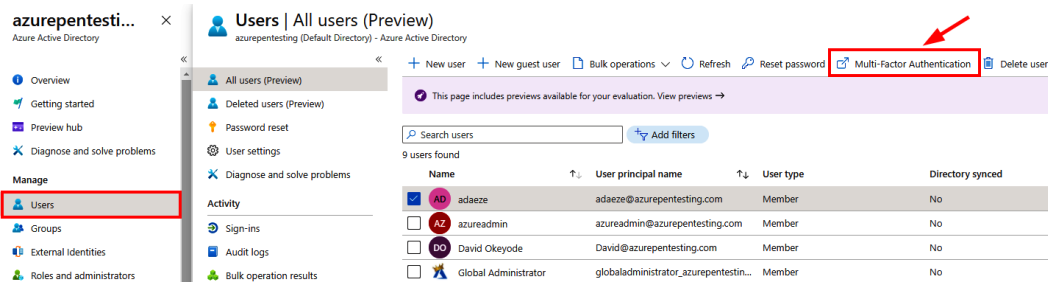 azurepentesti... ×
Azure Active Directory
«
Overview
Getting started
Preview hub
Diagnose and solve problems
Manage
Users
Groups
External Identities
Roles and administrators
Users | All users (Preview)
azurepentesting (Default Directory) - Azure Active Directory
«
All users (Preview)
Deleted users (Preview)
Password reset
User settings
Diagnose and solve problems
Activity
Sign-ins
Audit logs
Bulk operation results
+ New user + New guest user Bulk operations Refresh Reset password Multi-Factor Authentication Delete user
This page includes previews available for your evaluation. View previews →
Search users Add filters
9 users found
Name ↑↓ User principal name ↑↓ User type Directory synced
AD adaeze adaeze@azurepentesting.com Member No
AZ azureadmin azureadmin@azurepentesting.com Member No
DO David Okeyode David@azurepentesting.com Member No
Global Administrator globaladministrator_azurepentestin... Member No